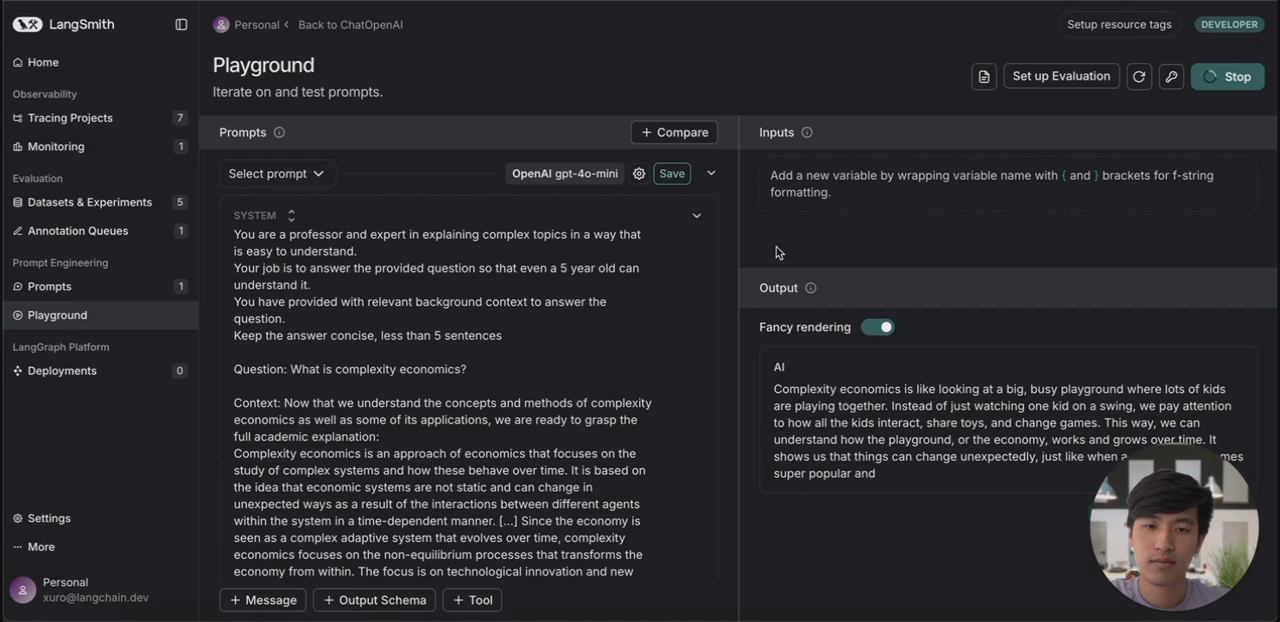 LangSmith
Personal
Back to ChatOpenAI
Setup resource tags
DEVELOPER
Home
Observability
Tracing Projects 7
Monitoring 1
Evaluation
Datasets & Experiments 5
Annotation Queues 1
Prompt Engineering
Prompts 1
Playground
LangGraph Platform
Deployments 0
Settings
More
Personal
xuro@langchain.dev
Playground
Iterate on and test prompts.
Set up Evaluation
Stop
Prompts
+ Compare
Select prompt
OpenAI gpt-4o-mini
Save
SYSTEM
You are a professor and expert in explaining complex topics in a way that
is easy to understand.
Your job is to answer the provided question so that even a 5 year old can
understand it.
You have provided with relevant background context to answer the
question.
Keep the answer concise, less than 5 sentences
Question: What is complexity economics?
Context: Now that we understand the concepts and methods of complexity
economics as well as some of its applications, we are ready to grasp the
full academic explanation:
Complexity economics is an approach of economics that focuses on the
study of complex systems and how these behave over time. It is based on
the idea that economic systems are not static and can change in
unexpected ways as a result of the interactions between different agents
within the system in a time-dependent manner. [...] Since the economy is
seen as a complex adaptive system that evolves over time, complexity
economics focuses on the non-equilibrium processes that transforms the
economy from within. The focus is on technological innovation and new
+ Message
+ Output Schema
+ Tool
Inputs
Add a new variable by wrapping variable name with { and } brackets for f-string
formatting.
Output
Fancy rendering
AI
Complexity economics is like looking at a big, busy playground where lots of kids
are playing together. Instead of just watching one kid on a swing, we pay attention
to how all the kids interact, share toys, and change games. This way, we can
understand how the playground, or the economy, works and grows over time. It
shows us that things can change unexpectedly, just like when a
super popular and